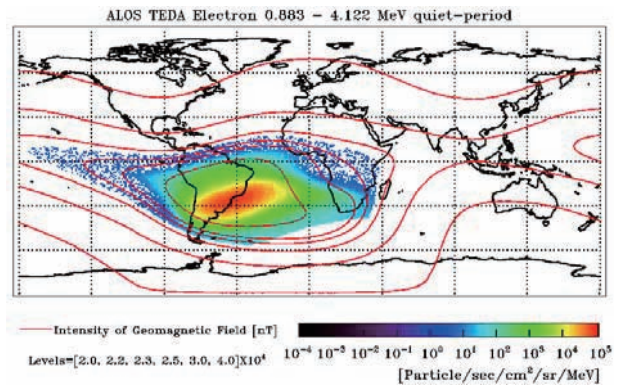 ALOS TEDA Electron 0.883 - 4.122 MeV quiet-period
Intensity of Geomagnetic Field [nT]
Levels=[2.0, 2.2, 2.3, 2.5, 3.0, 4.0]X10⁴
10⁻⁴ 10⁻³ 10⁻² 10⁻¹ 10⁰ 10¹ 10² 10³ 10⁴ 10⁵
[Particle/sec/cm²/sr/MeV]